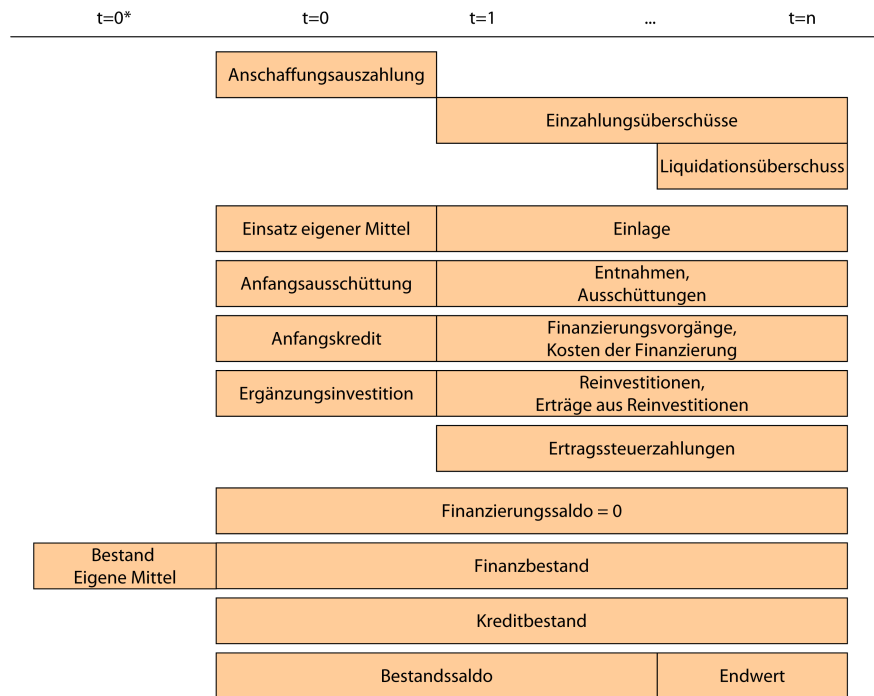 t=0* t=0 t=1 ... t=n
Anschaffungsauszahlung
Einzahlungsüberschüsse
Liquidationsüberschuss
Einsatz eigener Mittel
Einlage
Anfangsausschüttung
Entnahmen,
Ausschüttungen
Anfangskredit
Finanzierungsvorgänge,
Kosten der Finanzierung
Ergänzungsinvestition
Reinvestitionen,
Erträge aus Reinvestitionen
Ertragssteuerzahlungen
Finanzierungssaldo = 0
Bestand
Eigene Mittel
Finanzbestand
Kreditbestand
Bestandssaldo
Endwert